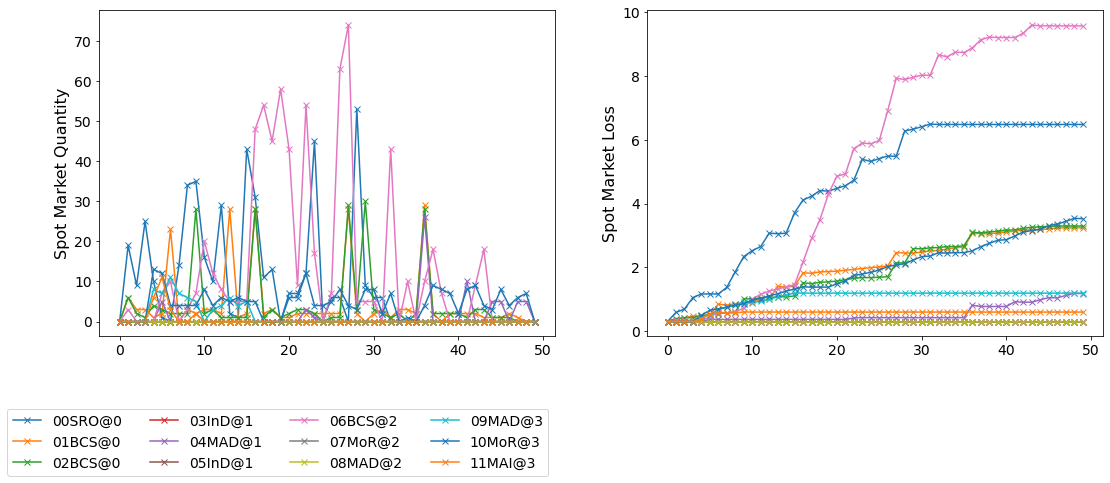 Spot Market Quantity
70
60
50
40
30
20
10
0
0 10 20 30 40 50
Spot Market Loss
10
8
6
4
2
0
0 10 20 30 40 50
00SRO@0 03InD@1 06BCS@2 09MAD@3
01BCS@0 04MAD@1 07MoR@2 10MoR@3
02BCS@0 05InD@1 08MAD@2 11MAI@3